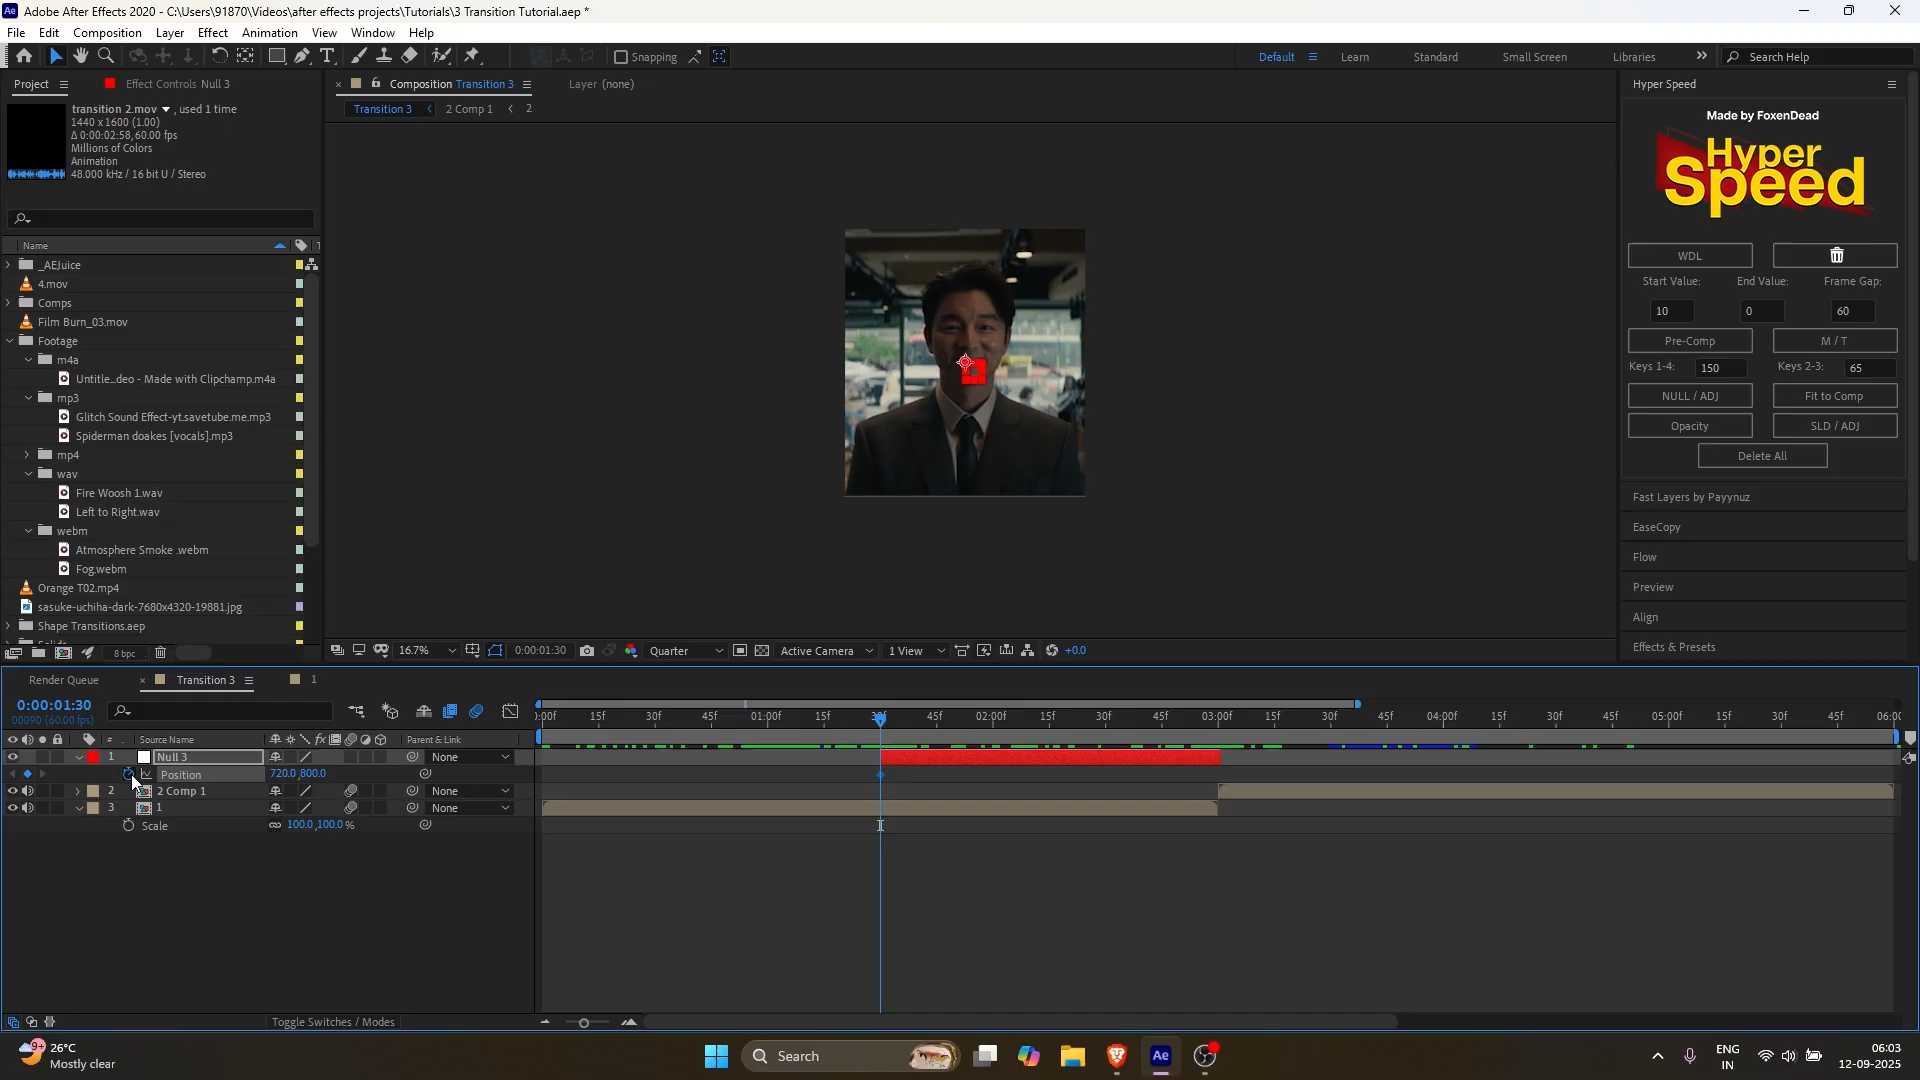 Adobe After Effects 2020 - C:\Users\91870\Videos\after effects projects\Tutorials\3 Transition Tutorial.aep *
File Edit Composition Layer Effect Animation View Window Help
Snapping
Default Learn Standard Small Screen Libraries Search Help
Project Effect Controls Null 3
transition 2.mov , used 1 time
1440 x 1600 (1.00)
Δ 0:00:02:58, 60.00 fps
Millions of Colors
Animation
48.000 kHz / 16 bit U / Stereo
Name
_AEJuice
4.mov
Comps
Film Burn_03.mov
Footage
m4a
Untitle...deo - Made with Clipchamp.m4a
mp3
Glitch Sound Effect-yt.savetube.me.mp3
Spiderman doakes [vocals].mp3
mp4
wav
Fire Woosh 1.wav
Left to Right.wav
webm
Atmosphere Smoke .webm
Fog.webm
Orange T02.mp4
sasuke-uchiha-dark-7680x4320-19881.jpg
Shape Transitions.aep
8 bpc
Composition Transition 3 Layer (none)
Transition 3 2 Comp 1 2
16.7% 0:00:01:30 Quarter Active Camera 1 View +0.0
Hyper Speed
Made by FoxenDead
Hyper
Speed
WDL
Start Value: End Value: Frame Gap:
10 0 60
Pre-Comp M / T
Keys 1-4: 150 Keys 2-3: 65
NULL / ADJ Fit to Comp
Opacity SLD / ADJ
Delete All
Fast Layers by Payynuz
EaseCopy
Flow
Preview
Align
Effects & Presets
Render Queue Transition 3 1
0:00:01:30
00090 (60.00 fps)
):00f 15f 30f 45f 01:00f 15f 30f 45f 02:00f 15f 30f 45f 03:00f 15f 30f 45f 04:00f 15f 30f 45f 05:00f 15f 30f 45f 06:00
# Source Name Parent & Link
1 Null 3 None
Position 720.0,800.0
2 2 Comp 1 None
3 1 None
Scale 100.0,100.0 %
Toggle Switches / Modes
9+ 26°C
Mostly clear
Search
Ae
ENG
IN
06:03
12-09-2025